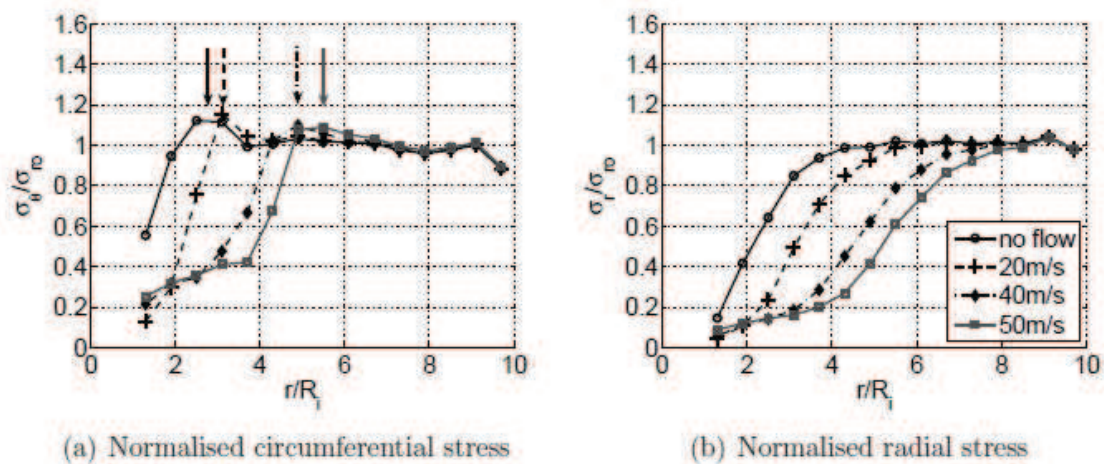 1.6
1.4
1.2
1
0.8
0.6
0.4
0.2
0
σθ/σro
0 2 4 6 8 10
r/Ri
(a) Normalised circumferential stress
1.6
1.4
1.2
1
0.8
0.6
0.4
0.2
0
σr/σro
no flow
20m/s
40m/s
50m/s
0 2 4 6 8 10
r/Ri
(b) Normalised radial stress